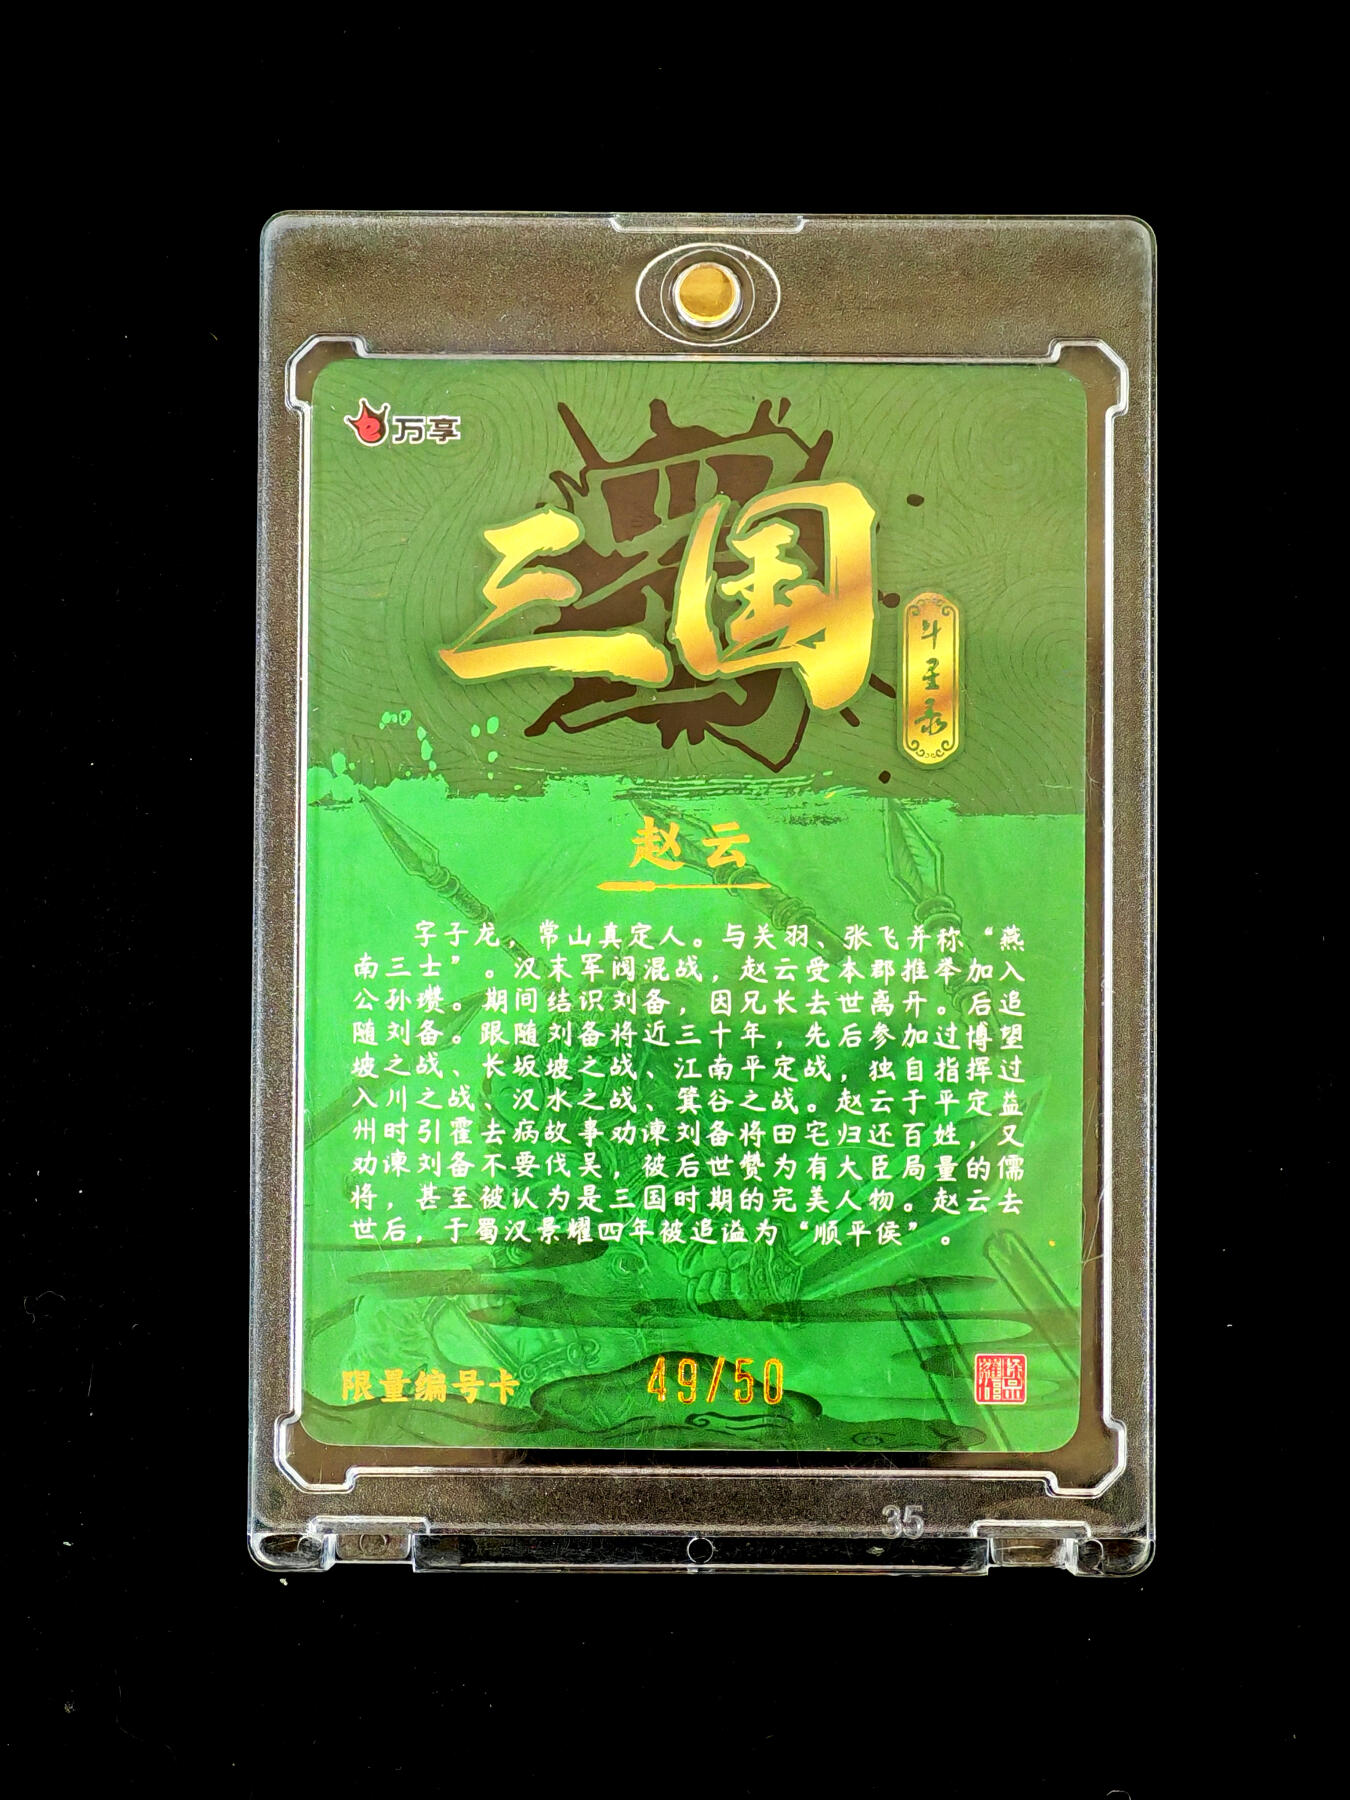 万享
三国
斗星录
赵云
字子龙，常山真定人。与关羽、张飞并称“燕
南三士”。汉末军阀混战，赵云受本郡推举加入
公孙瓒。期间结识刘备，因兄长去世离开。后追
随刘备。跟随刘备将近三十年，先后参加过博望
坡之战、长坂坡之战、江南平定战，独自指挥过
入川之战、汉水之战、箕谷之战。赵云于平定益
州时引霍去病故事劝谏刘备将田宅归还百姓，又
劝谏刘备不要伐吴，被后世赞为有大臣局量的儒
将，甚至被认为是三国时期的完美人物。赵云去
世后，于蜀汉景耀四年被追谥为“顺平侯”。
限量编号卡
49/50
35